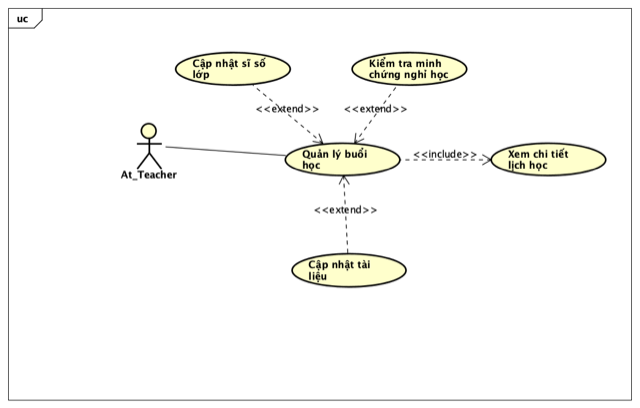 uc
Cập nhật sĩ số
lớp
Kiểm tra minh
chứng nghỉ học
<<extend>>
<<extend>>
At_Teacher
Quản lý buổi
học
<<include>>
Xem chi tiết
lịch học
<<extend>>
Cập nhật tài
liệu